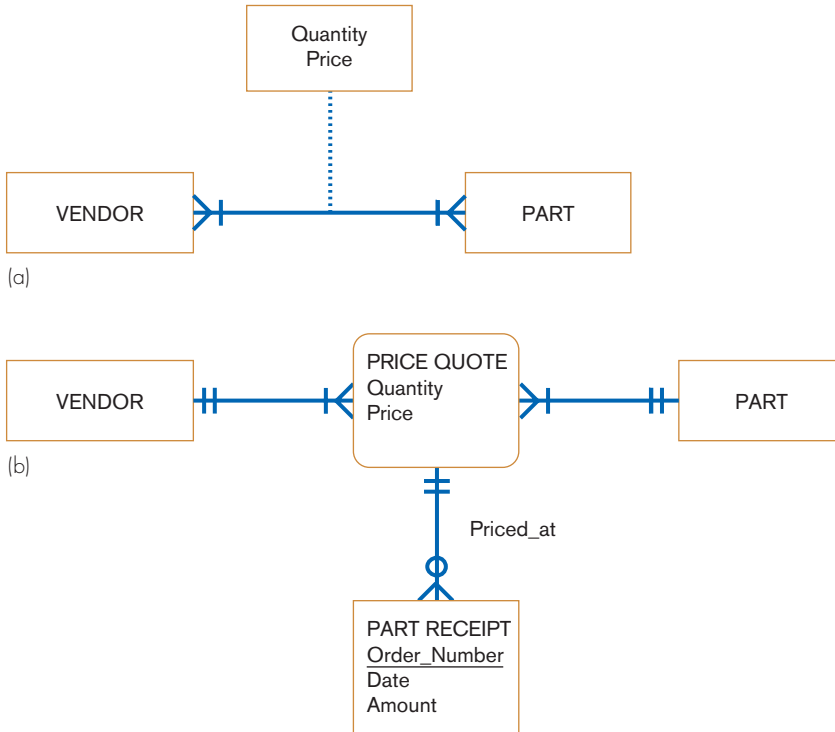 Quantity
Price
VENDOR
PART
(a)
PRICE QUOTE
Quantity
Price
VENDOR
PART
(b)
Priced_at
PART RECEIPT
Order_Number
Date
Amount